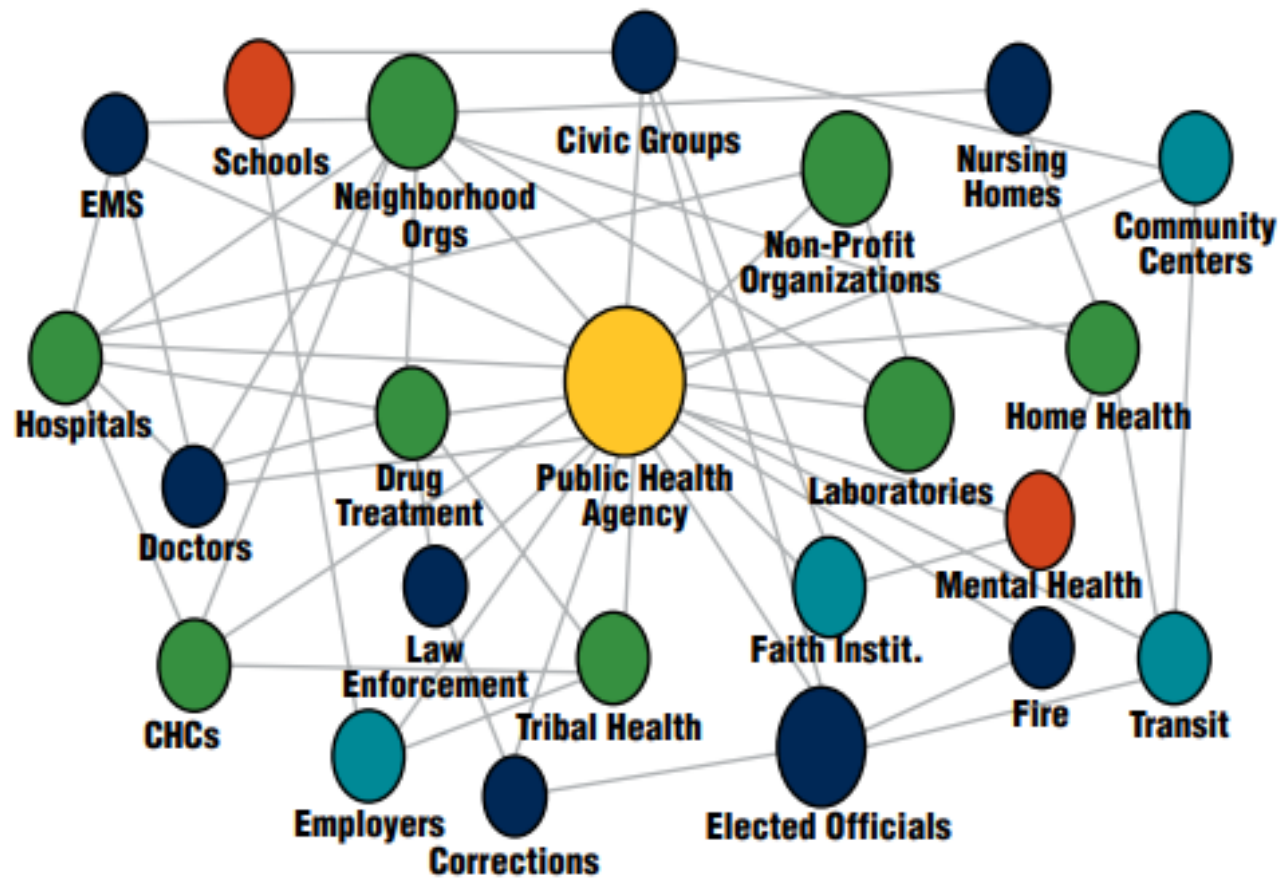 Civic Groups
Schools
Nursing
Homes
Neighborhood
Orgs
EMS
Community
Centers
Non-Profit
Organizations
Hospitals
Home Health
Drug
Treatment
Public Health
Agency
Laboratories
Doctors
Mental Health
Law
Enforcement
Faith Instit.
Fire
Transit
CHCs
Tribal Health
Employers
Elected Officials
Corrections